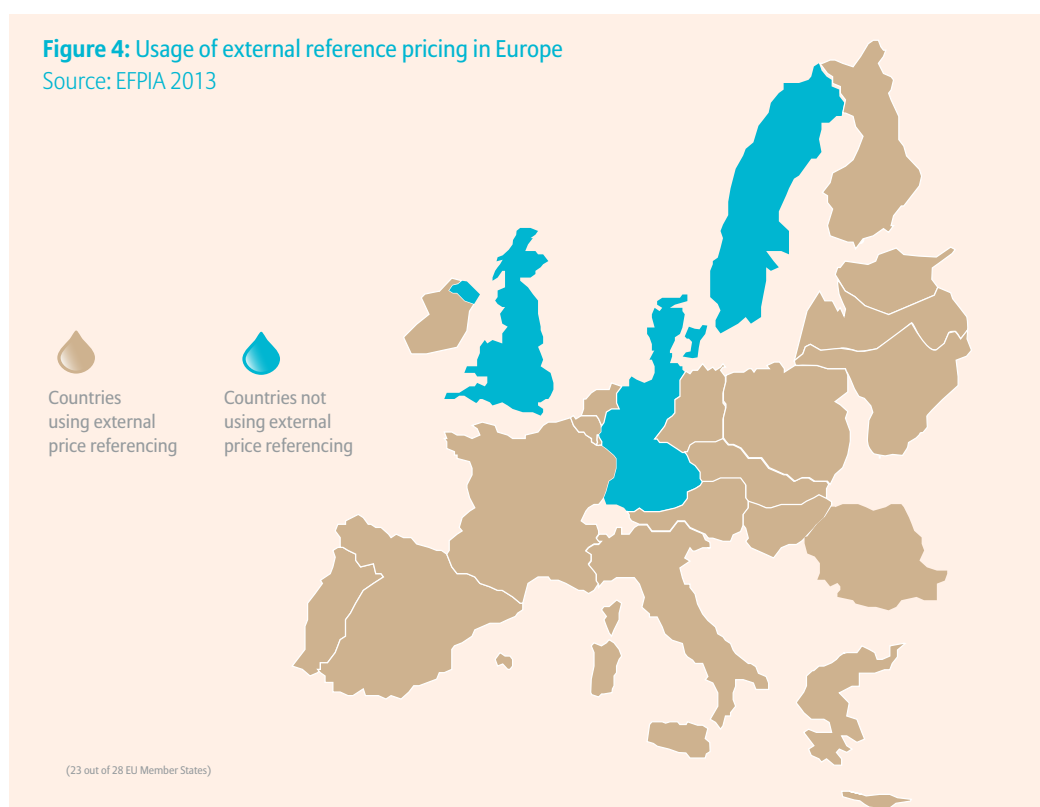 Figure 4: Usage of external reference pricing in Europe
Source: EFPIA 2013
Countries
using external
price referencing
Countries not
using external
price referencing
(23 out of 28 EU Member States)